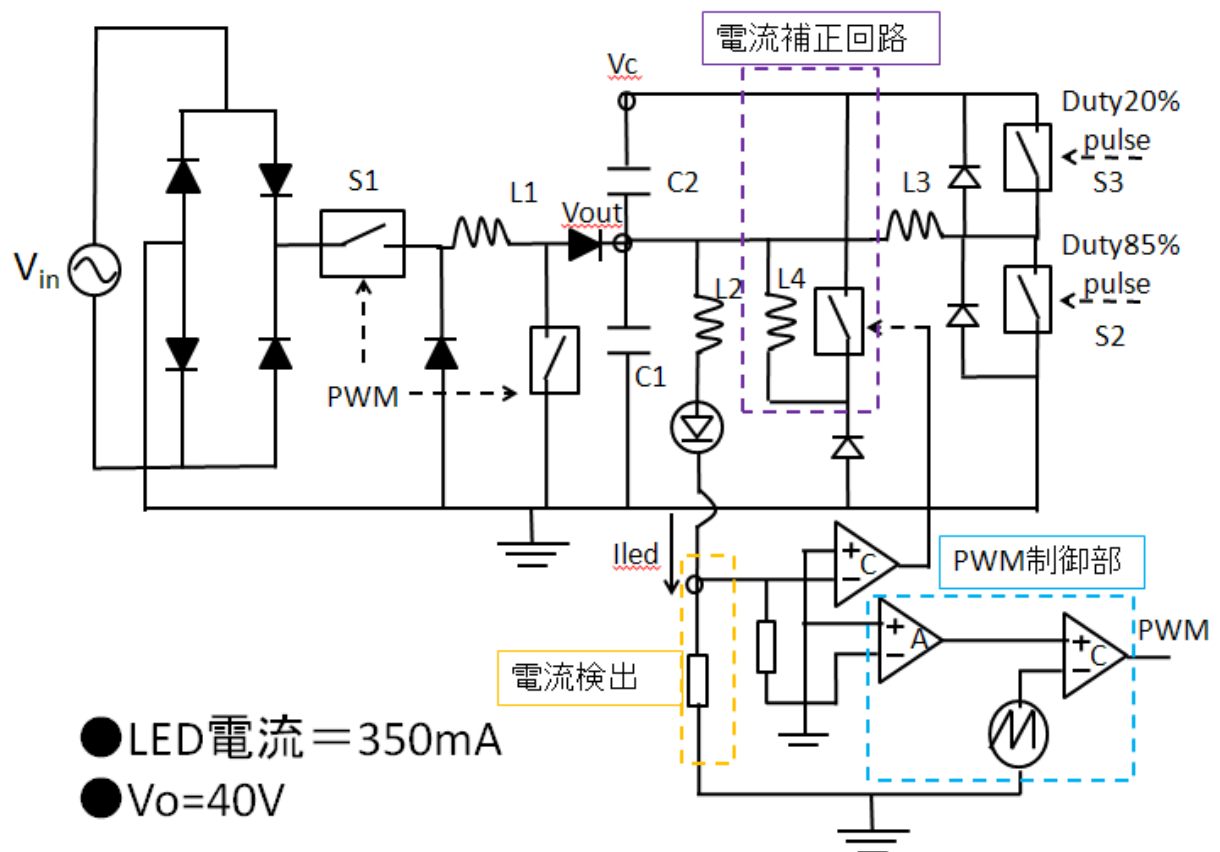 電流補正回路
Vc
Duty20%
pulse
S3
S1
L1
C2
L3
Vout
Duty85%
pulse
S2
Vin
L2
L4
C1
PWM
Iled
+
−
C
PWM制御部
+
−
A
+
−
C
PWM
電流検出
●LED電流＝350mA
●Vo=40V